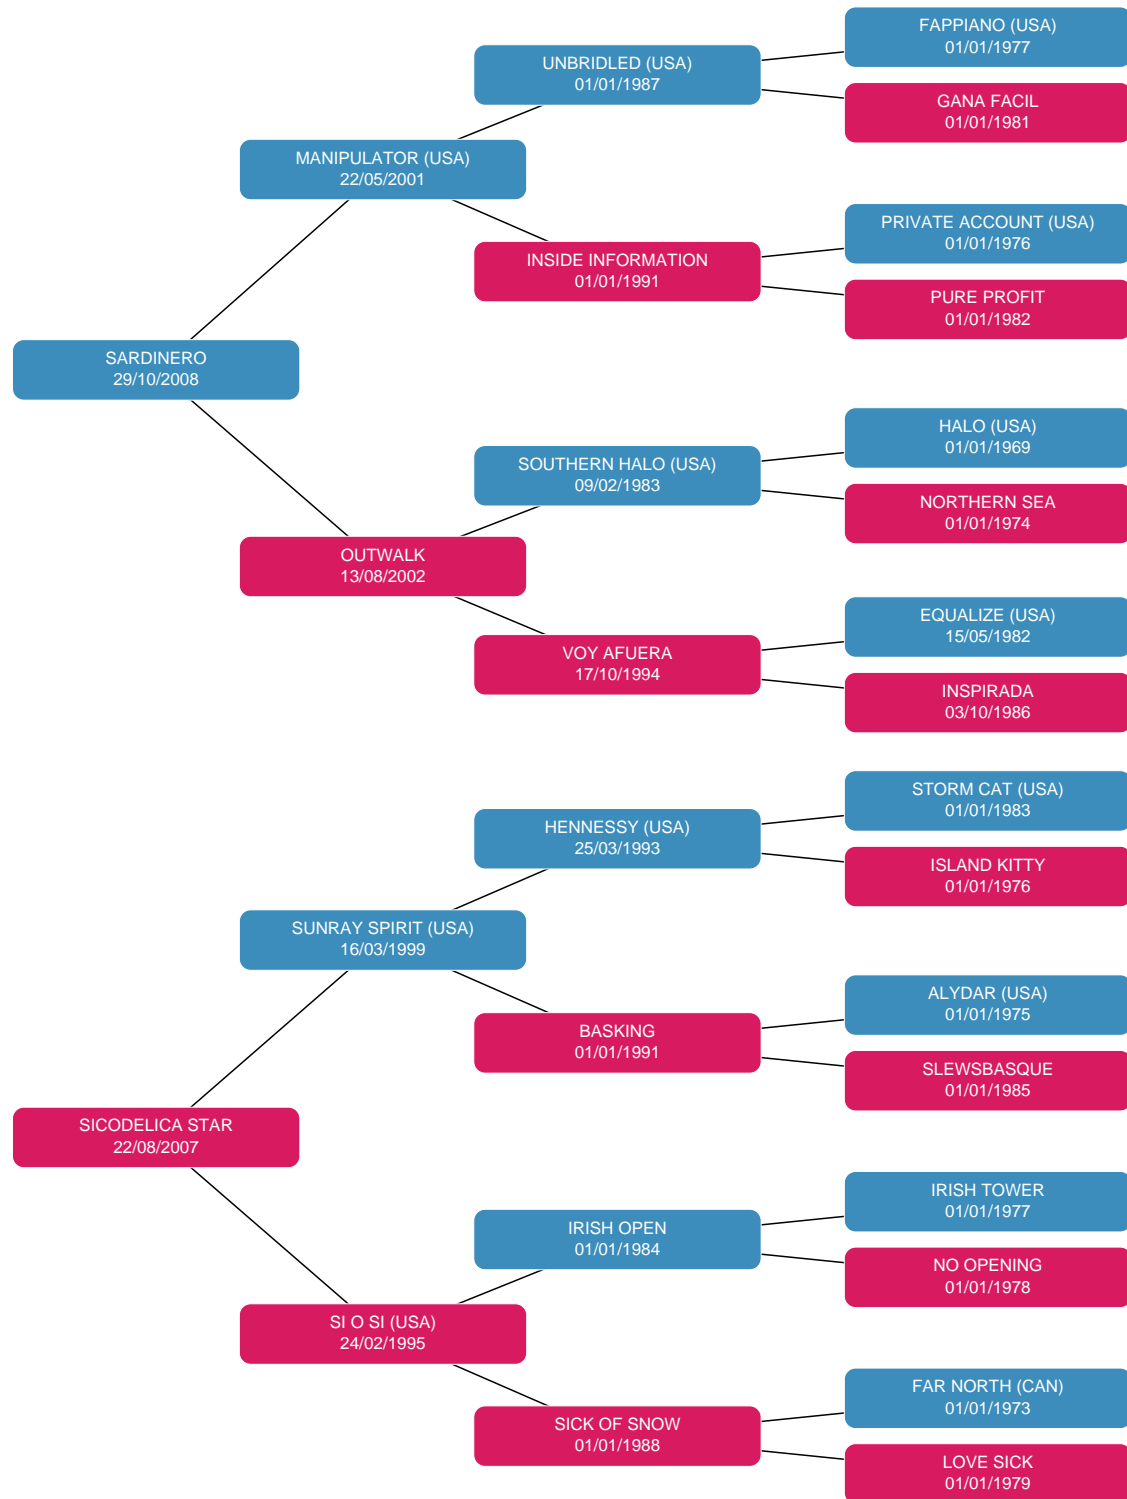 FAPPIANO (USA)
01/01/1977
UNBRIDLED (USA)
01/01/1987
GANA FACIL
01/01/1981
MANIPULATOR (USA)
22/05/2001
PRIVATE ACCOUNT (USA)
01/01/1976
INSIDE INFORMATION
01/01/1991
PURE PROFIT
01/01/1982
SARDINERO
29/10/2008
HALO (USA)
01/01/1969
SOUTHERN HALO (USA)
09/02/1983
NORTHERN SEA
01/01/1974
OUTWALK
13/08/2002
EQUALIZE (USA)
15/05/1982
VOY AFUERA
17/10/1994
INSPIRADA
03/10/1986
STORM CAT (USA)
01/01/1983
HENNESSY (USA)
25/03/1993
ISLAND KITTY
01/01/1976
SUNRAY SPIRIT (USA)
16/03/1999
ALYDAR (USA)
01/01/1975
BASKING
01/01/1991
SLEWSBASQUE
01/01/1985
SICODELICA STAR
22/08/2007
IRISH TOWER
01/01/1977
IRISH OPEN
01/01/1984
NO OPENING
01/01/1978
SI O SI (USA)
24/02/1995
FAR NORTH (CAN)
01/01/1973
SICK OF SNOW
01/01/1988
LOVE SICK
01/01/1979